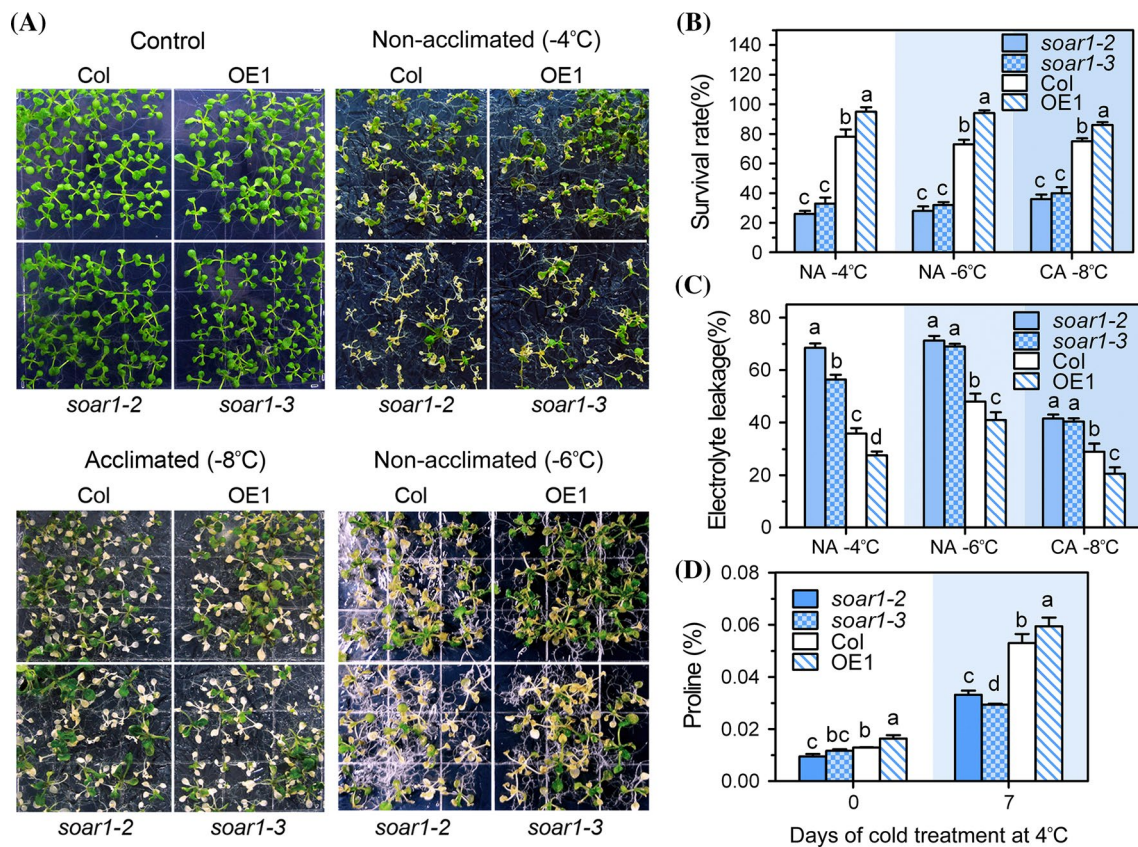 (A)
Control
Non-acclimated (-4°C)
Col OE1 Col OE1
soar1-2 soar1-3 soar1-2 soar1-3
Acclimated (-8°C)
Non-acclimated (-6°C)
Col OE1 Col OE1
soar1-2 soar1-3 soar1-2 soar1-3
(B)
Survival rate(%)
140
120
100
80
60
40
20
0
soar1-2
soar1-3
Col
OE1
c c b a c c b a c c b a
NA -4°C NA -6°C CA -8°C
(C)
Electrolyte leakage(%)
80
60
40
20
0
soar1-2
soar1-3
Col
OE1
a b c d a a b c a a b c
NA -4°C NA -6°C CA -8°C
(D)
Proline (%)
0.08
0.06
0.04
0.02
0.00
soar1-2
soar1-3
Col
OE1
c bc b a c d b a
0 7
Days of cold treatment at 4°C